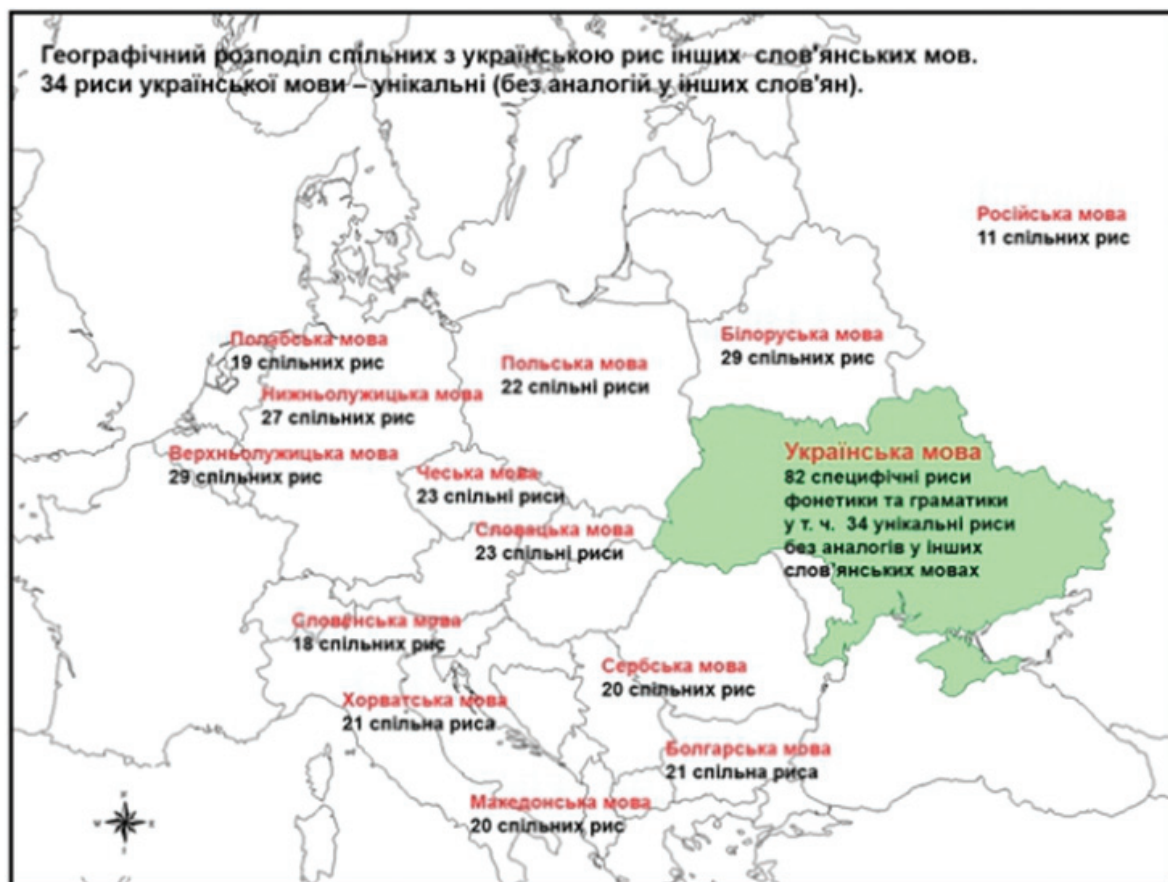 Географічний розподіл спільних з українською рис інших слов'янських мов.
34 риси української мови – унікальні (без аналогій у інших слов'ян).
Російська мова
11 спільних рис
Білоруська мова
29 спільних рис
Полабська мова
19 спільних рис
Польська мова
22 спільні риси
Нижньолужицька мова
27 спільних рис
Верхньолужицька мова
29 спільних рис
Українська мова
82 специфічні риси
фонетики та граматики
у т. ч. 34 унікальні риси
без аналогів у інших
слов'янських мовах
Чеська мова
23 спільні риси
Словацька мова
23 спільні риси
Словенська мова
18 спільних рис
Сербська мова
20 спільних рис
Хорватська мова
21 спільна риса
Болгарська мова
21 спільна риса
Македонська мова
20 спільних рис